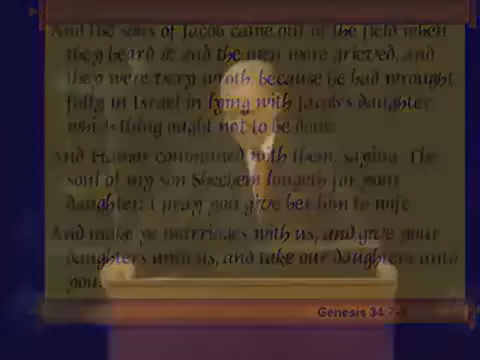 And the sons of Jacob came out of the field when
they heard it: and the men were grieved, and
they were very wroth, because he had wrought
folly in Israel in lying with Jacob's daughter;
which thing ought not to be done.
And Hamor communed with them, saying, The
soul of my son Shechem longeth for your
daughter: I pray you give her him to wife.
And make ye marriages with us, and give your
daughters unto us, and take our daughters unto
you.
Genesis 34:7-